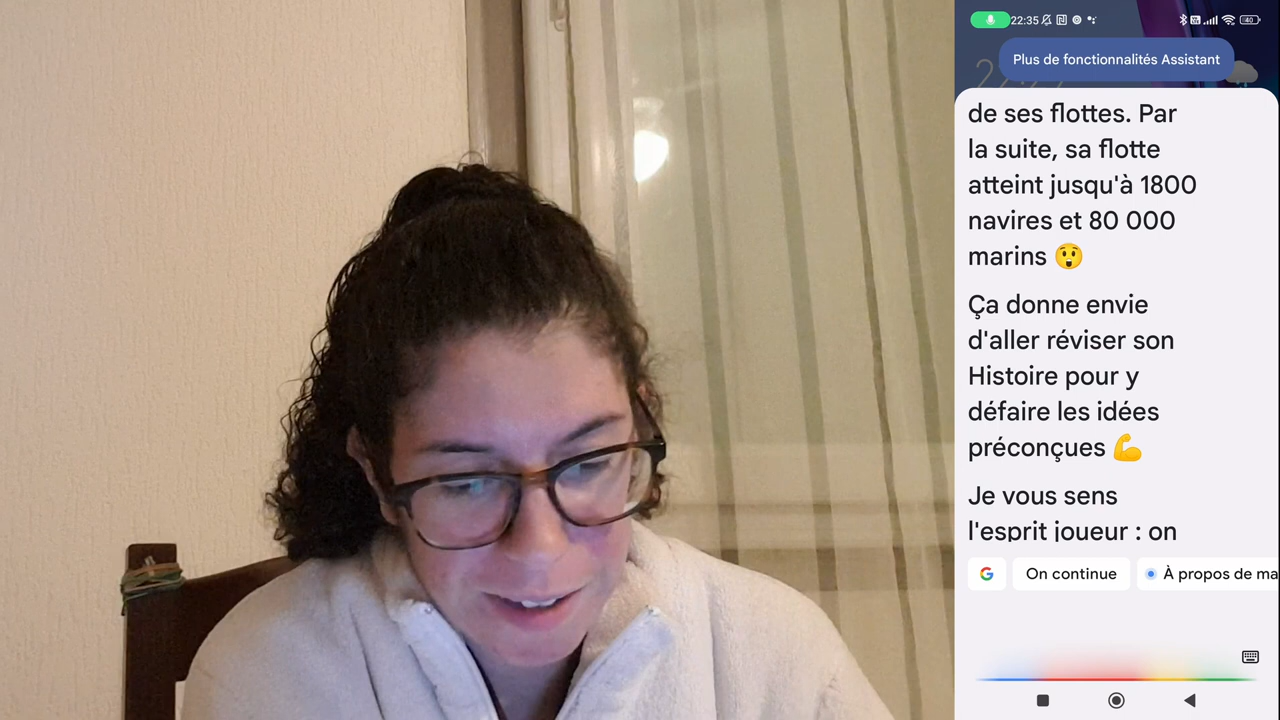 22:35
40
Plus de fonctionnalités Assistant
de ses flottes. Par
la suite, sa flotte
atteint jusqu'à 1800
navires et 80 000
marins 😲
Ça donne envie
d'aller réviser son
Histoire pour y
défaire les idées
préconçues 💪
Je vous sens
l'esprit joueur : on
On continue
À propos de ma